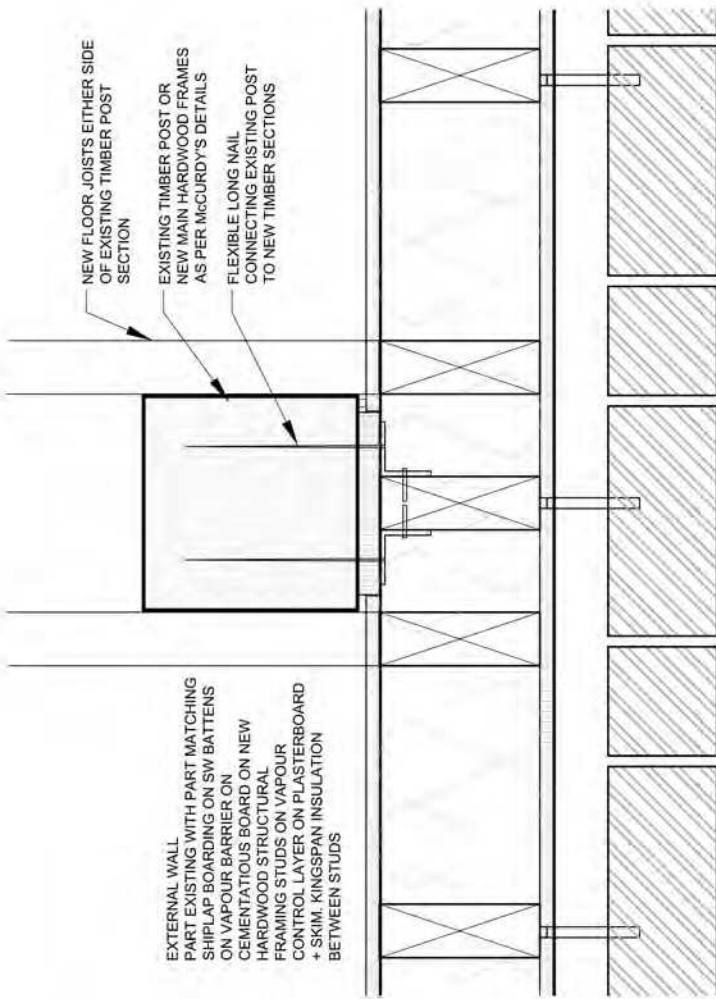 NEW FLOOR JOISTS EITHER SIDE
OF EXISTING TIMBER POST
SECTION
EXISTING TIMBER POST OR
NEW MAIN HARDWOOD FRAMES
AS PER McCURDY'S DETAILS
FLEXIBLE LONG NAIL
CONNECTING EXISTING POST
TO NEW TIMBER SECTIONS
EXTERNAL WALL
PART EXISTING WITH PART MATCHING
SHIPLAP BOARDING ON SW BATTENS
ON VAPOUR BARRIER ON
CEMENTATIOUS BOARD ON NEW
HARDWOOD STRUCTURAL
FRAMING STUDS ON VAPOUR
CONTROL LAYER ON PLASTERBOARD
+ SKIM. KINGSPAN INSULATION
BETWEEN STUDS